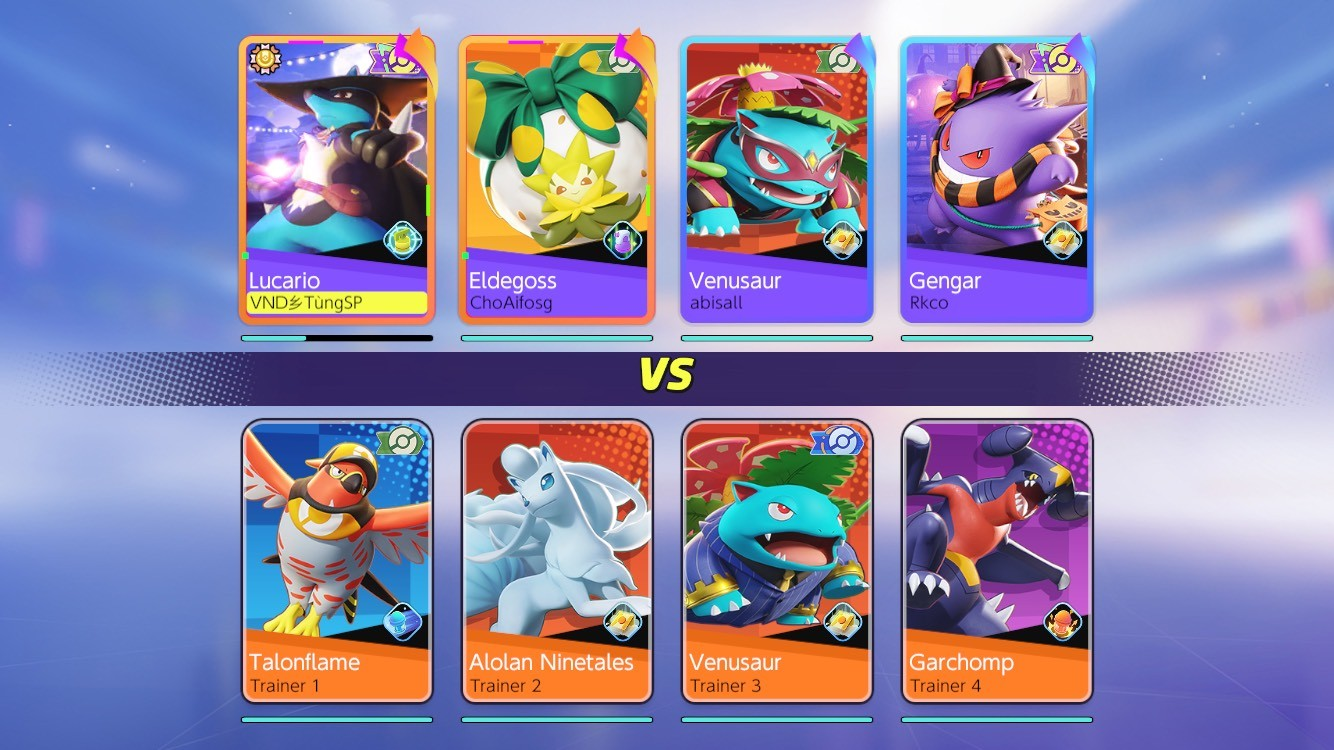 Lucario
VND乡TùngSP
Eldegoss
ChoAifosg
Venusaur
abisall
Gengar
Rkco
VS
Talonflame
Trainer 1
Alolan Ninetales
Trainer 2
Venusaur
Trainer 3
Garchomp
Trainer 4